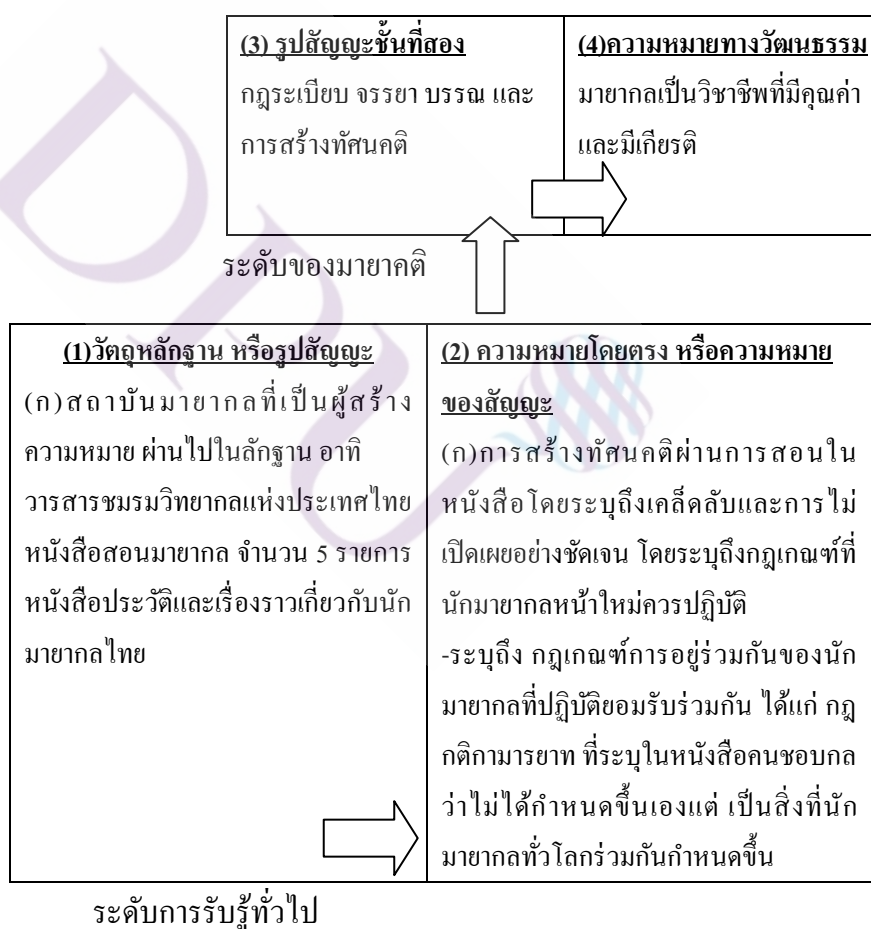 (3) รูปสัญญะชั้นที่สอง
กฎระเบียบ จรรยา บรรณ และ
การสร้างทัศนคติ
(4)ความหมายทางวัฒนธรรม
มายากลเป็นวิชาชีพที่มีคุณค่า
และมีเกียรติ
ระดับของมายาคติ
(1)วัตถุหลักฐาน หรือรูปสัญญะ
(ก)สถาบันมายากลที่เป็นผู้สร้าง
ความหมาย ผ่านไปในลักฐาน อาทิ
วารสารชมรมวิทยากลแห่งประเทศไทย
หนังสือสอนมายากล จำนวน 5 รายการ
หนังสือประวัติและเรื่องราวเกี่ยวกับนัก
มายากลไทย
(2) ความหมายโดยตรง หรือความหมาย
ของสัญญะ
(ก)การสร้างทัศนคติผ่านการสอนใน
หนังสือโดยระบุถึงเคล็ดลับและการไม่
เปิดเผยอย่างชัดเจน โดยระบุถึงกฎเกณฑ์ที่
นักมายากลหน้าใหม่ควรปฏิบัติ
-ระบุถึง กฎเกณฑ์การอยู่ร่วมกันของนัก
มายากลที่ปฏิบัติยอมรับร่วมกัน ได้แก่ กฎ
กติกามารยาท ที่ระบุในหนังสือคนชอบกล
ว่าไม่ได้กำหนดขึ้นเองแต่ เป็นสิ่งที่นัก
มายากลทั่วโลกร่วมกันกำหนดขึ้น
ระดับการรับรู้ทั่วไป
DPU